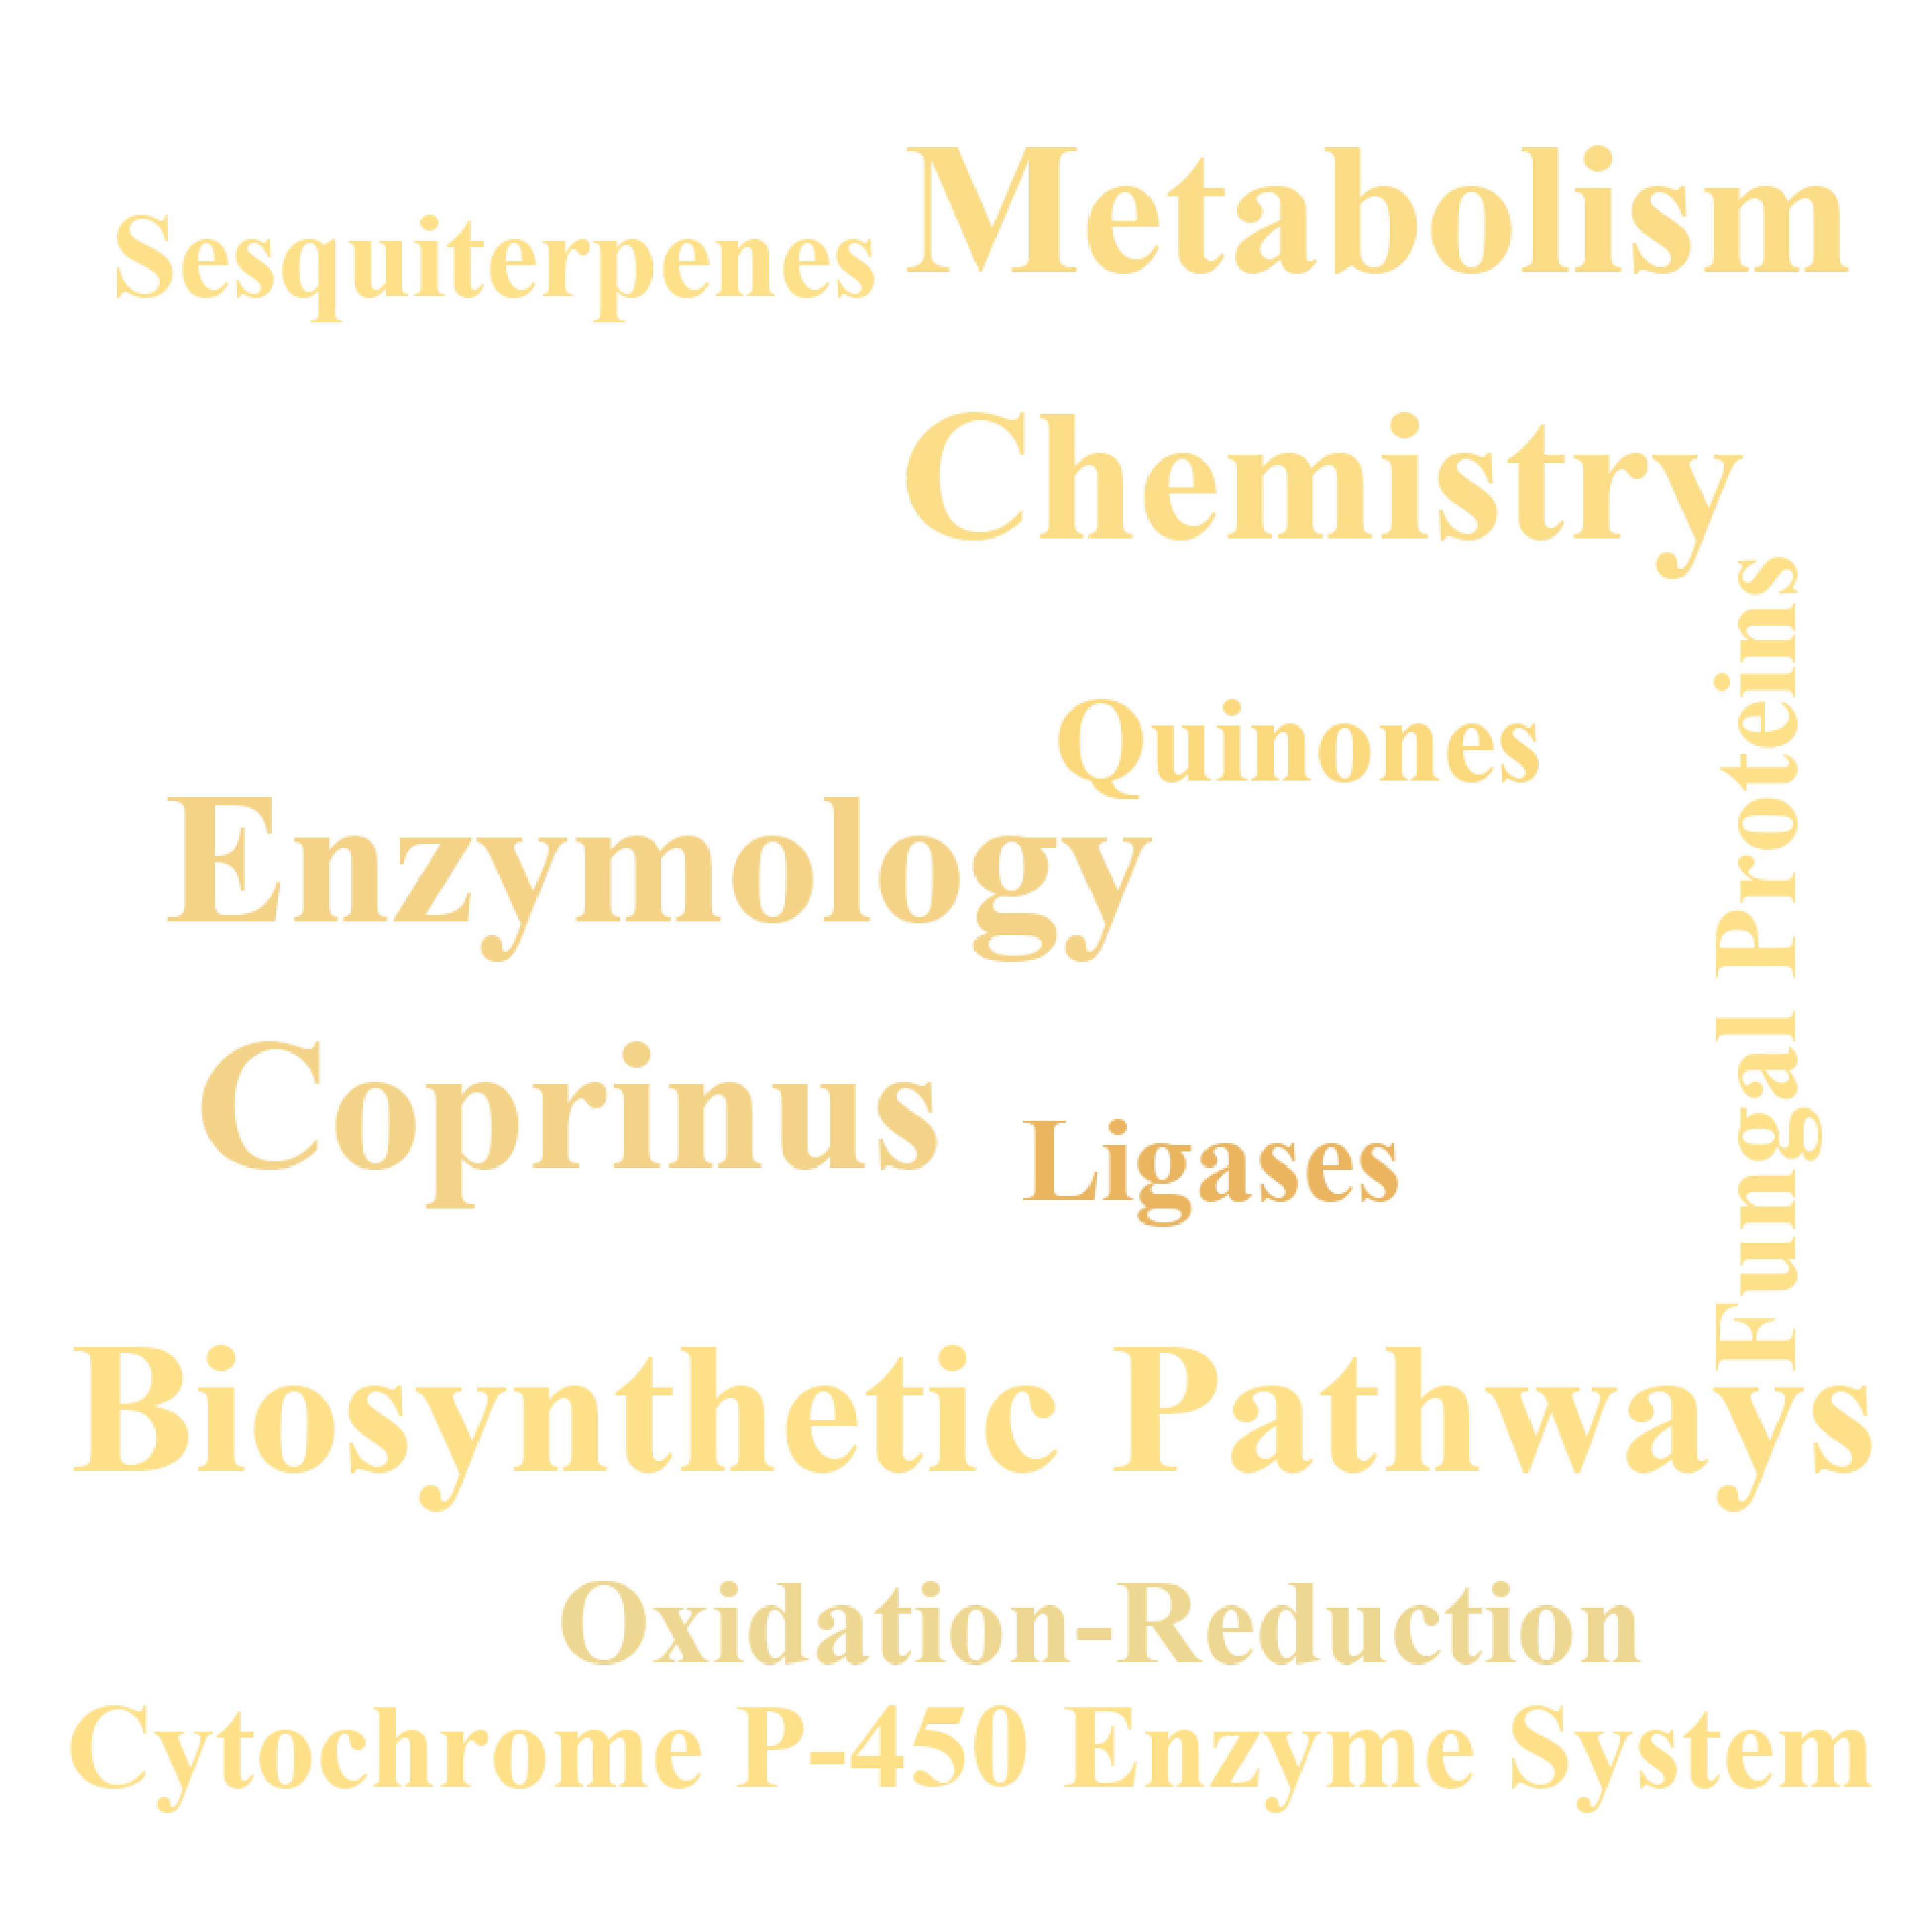 Sesquiterpenes
Metabolism
Chemistry
Quinones
Fungal Proteins
Enzymology
Coprinus
Ligases
Biosynthetic Pathways
Oxidation-Reduction
Cytochrome P-450 Enzyme System